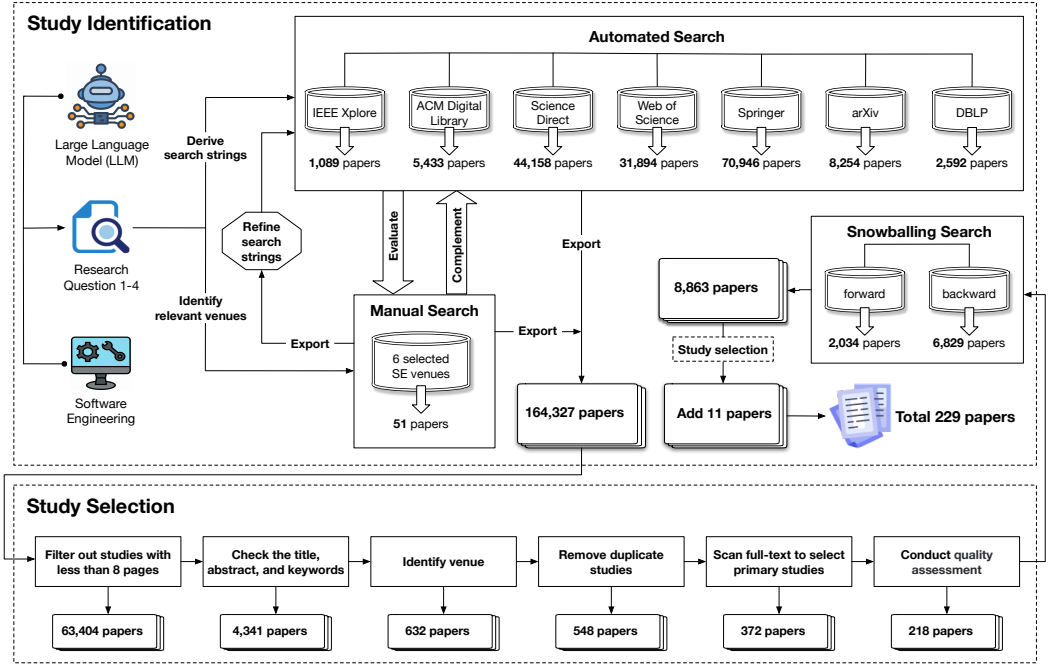 Study Identification
Large Language
Model (LLM)
Research
Question 1-4
Software
Engineering
Derive
search strings
Identify
relevant venues
Refine
search
strings
Export
Automated Search
IEEE Xplore
1,089 papers
ACM Digital
Library
5,433 papers
Science
Direct
44,158 papers
Web of
Science
31,894 papers
Springer
70,946 papers
arXiv
8,254 papers
DBLP
2,592 papers
Evaluate
Complement
Manual Search
6 selected
SE venues
51 papers
Export
Export
164,327 papers
Snowballing Search
forward
2,034 papers
backward
6,829 papers
8,863 papers
Study selection
Add 11 papers
Total 229 papers
Study Selection
Filter out studies with
less than 8 pages
63,404 papers
Check the title,
abstract, and keywords
4,341 papers
Identify venue
632 papers
Remove duplicate
studies
548 papers
Scan full-text to select
primary studies
372 papers
Conduct quality
assessment
218 papers